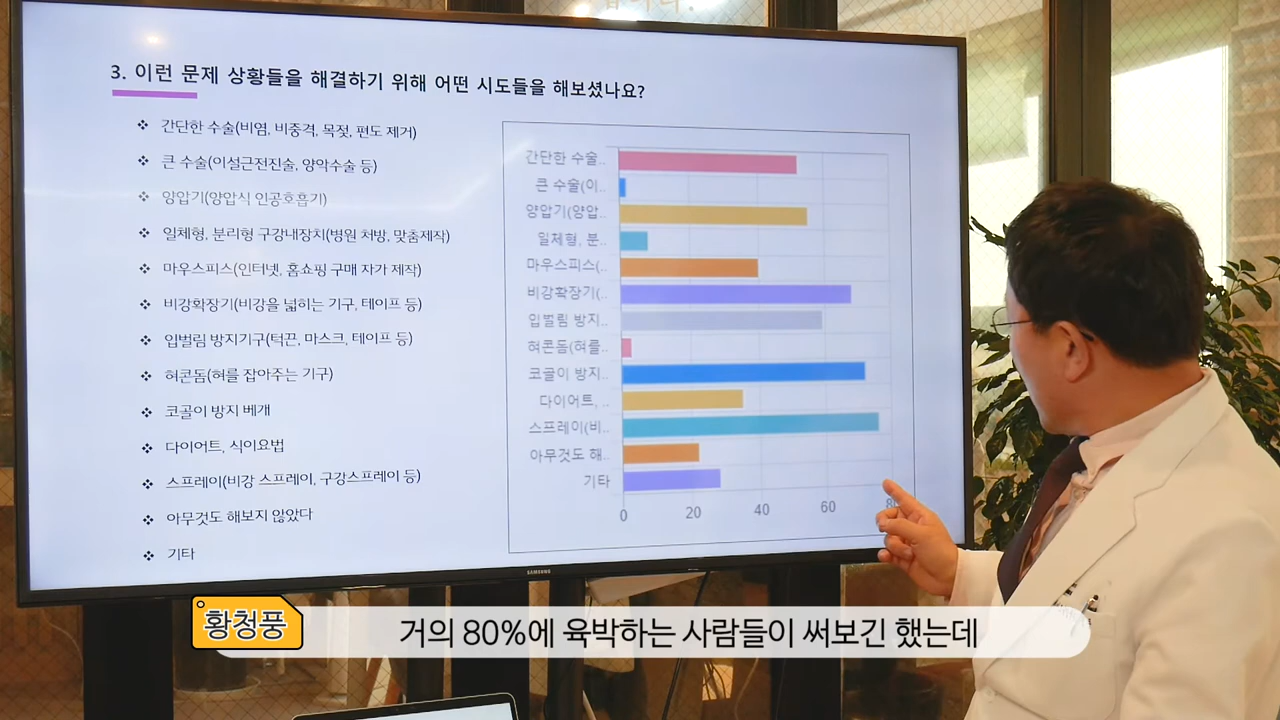 3. 이런 문제 상황들을 해결하기 위해 어떤 시도들을 해보셨나요?
❖ 간단한 수술(비염, 비중격, 목젖, 편도 제거)
❖ 큰 수술(이설근전진술, 양악수술 등)
❖ 양압기(양압식 인공호흡기)
❖ 일체형, 분리형 구강내장치(병원 처방, 맞춤제작)
❖ 마우스피스(인터넷, 홈쇼핑 구매 자가 제작)
❖ 비강확장기(비강을 넓히는 기구, 테이프 등)
❖ 입벌림 방지기구(턱끈, 마스크, 테이프 등)
❖ 혀콘돔(혀를 잡아주는 기구)
❖ 코골이 방지 베개
❖ 다이어트, 식이요법
❖ 스프레이(비강 스프레이, 구강스프레이 등)
❖ 아무것도 해보지 않았다
❖ 기타
간단한 수술..
큰 수술(이..
양압기(양압..
일체형, 분..
마우스피스(..
비강확장기(..
입벌림 방지..
혀콘돔(혀를..
코골이 방지..
다이어트, ..
스프레이(비..
아무것도 해..
기타
0 20 40 60 80
SAMSUNG
황청풍
거의 80%에 육박하는 사람들이 써보긴 했는데